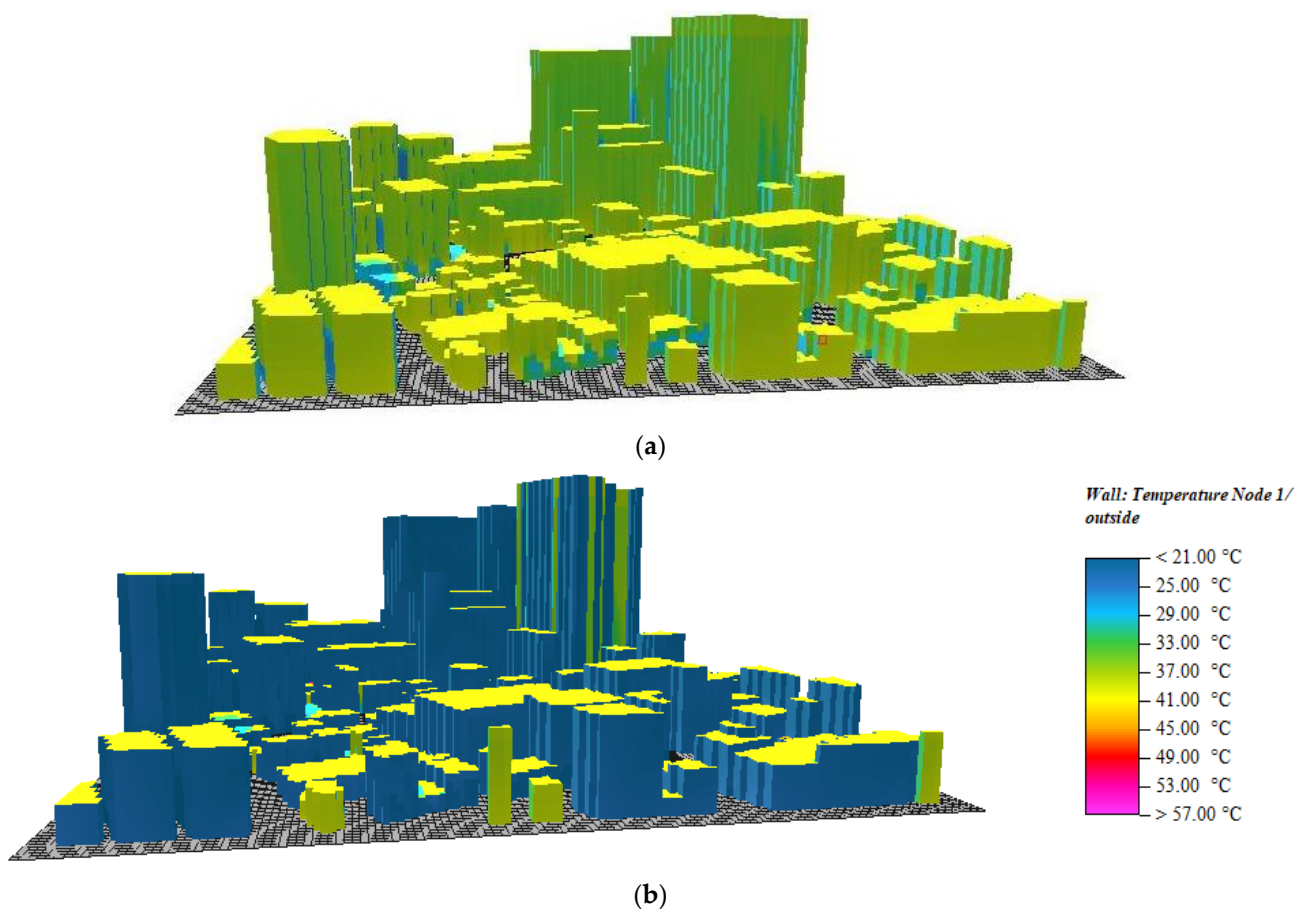 (a)
Wall: Temperature Node 1/
outside
< 21.00 °C
25.00 °C
29.00 °C
33.00 °C
37.00 °C
41.00 °C
45.00 °C
49.00 °C
53.00 °C
> 57.00 °C
(b)